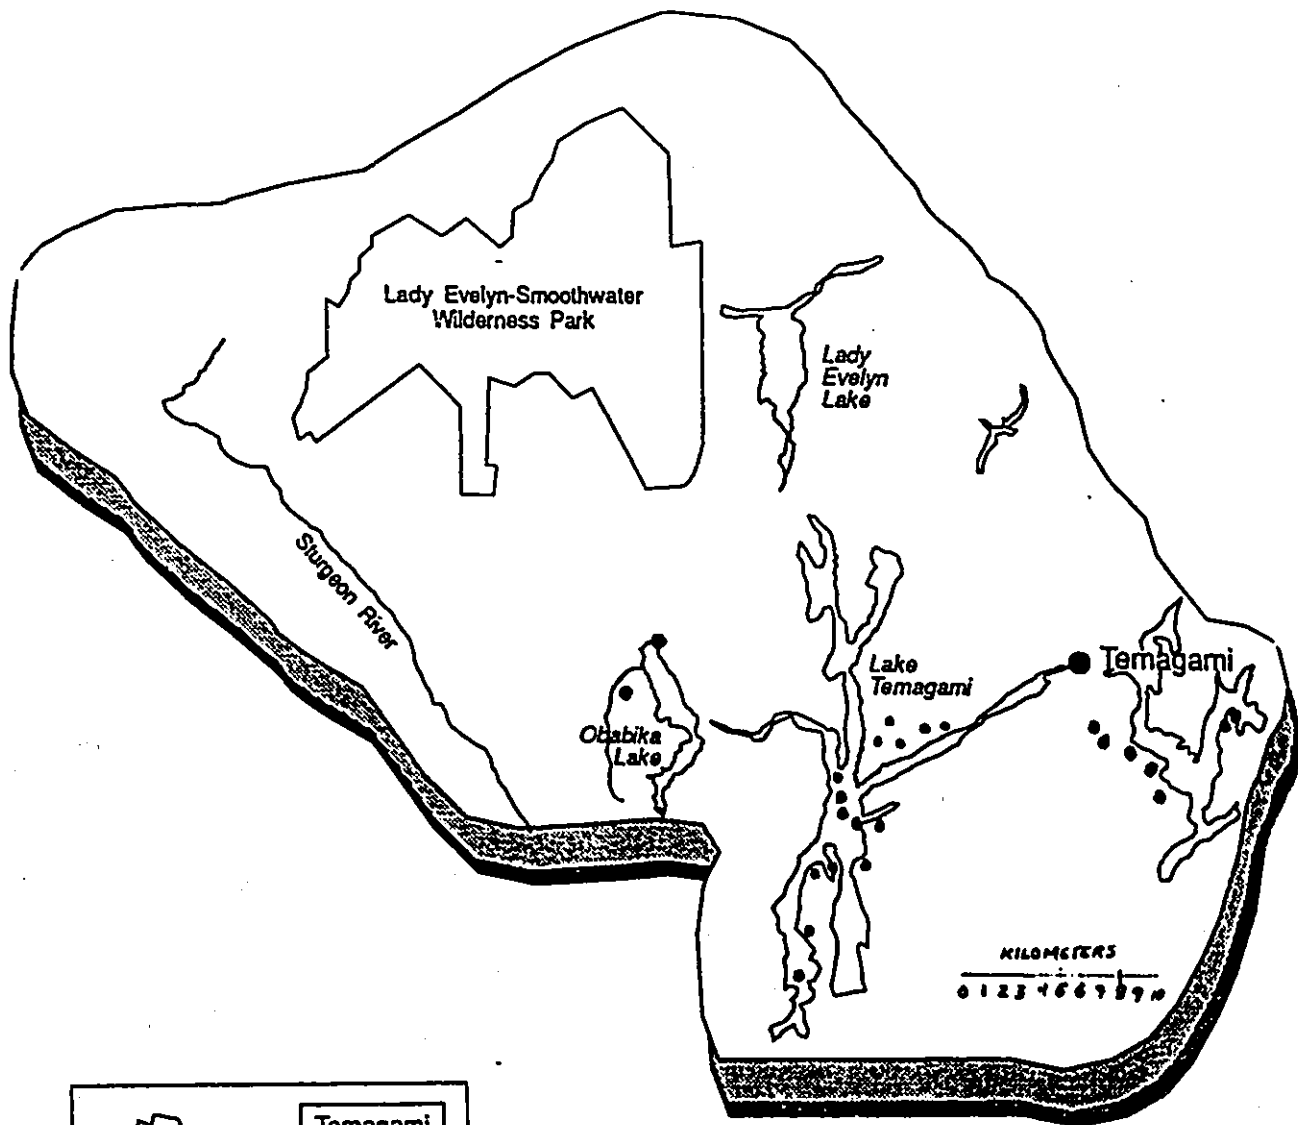 Lady Evelyn-Smoothwater
Wilderness Park
Lady
Evelyn
Lake
Sturgeon River
Lake
Temagami
Temagami
Obabika
Lake
KILOMETERS
0 1 2 3 4 5 6 7 8 9 10
Temagami